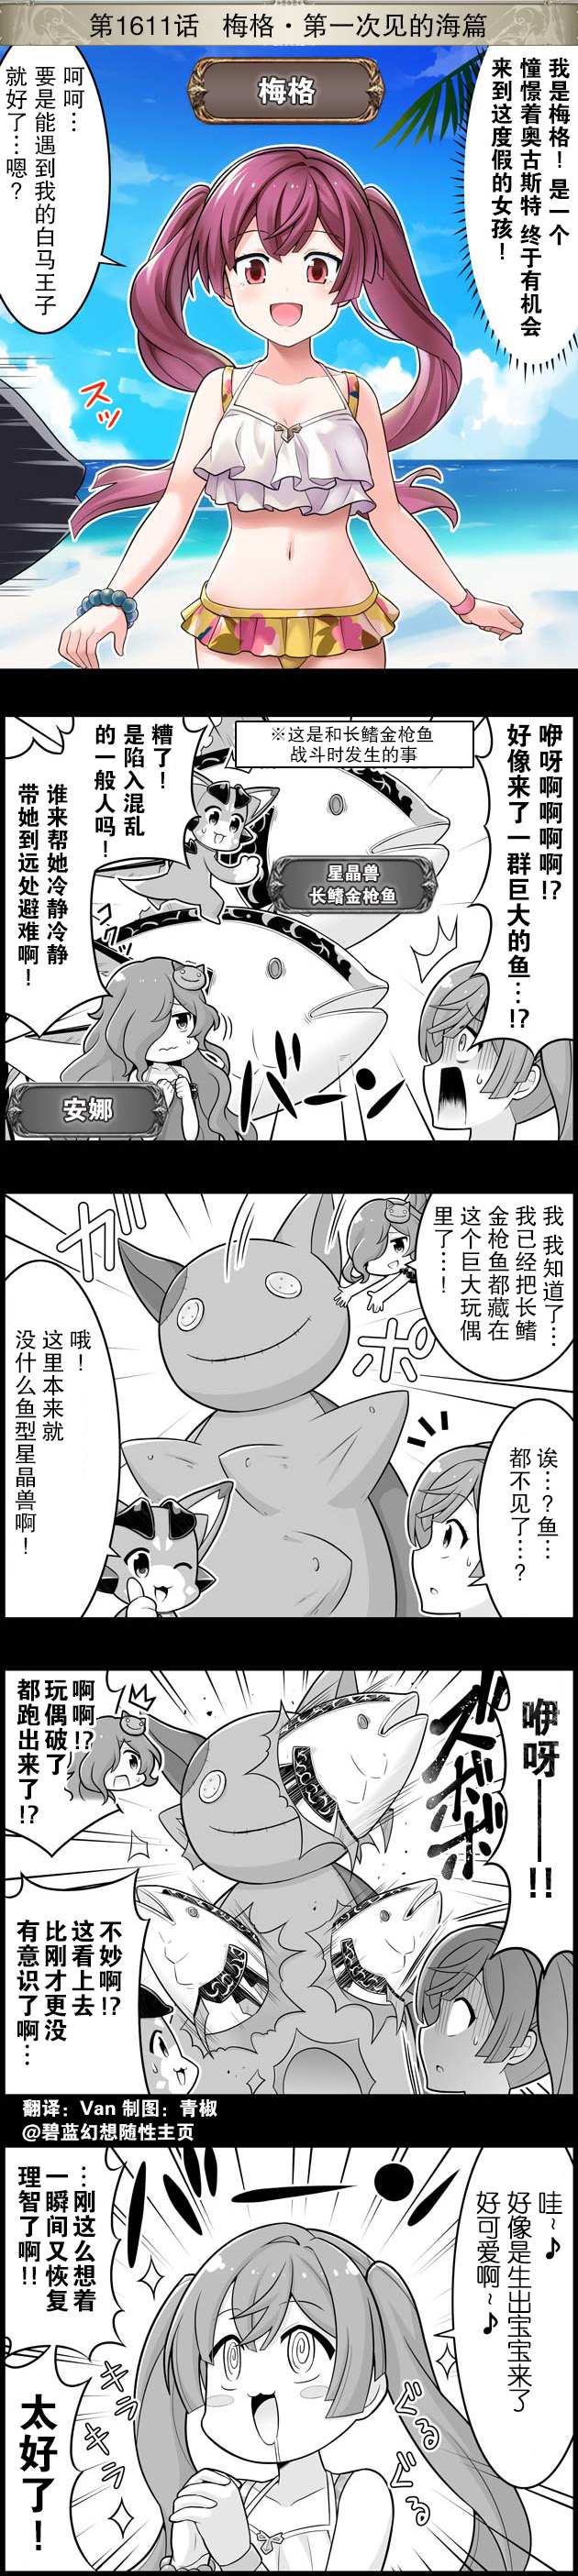 第1611话 梅格・第一次见的海篇
梅格
我是梅格！是一个
憧憬着奥古斯特 终于有机会
来到这度假的女孩！
呵呵…
要是能遇到我的白马王子
就好了…嗯？
スッ
咿呀啊啊啊啊!?
好像来了一群巨大的鱼…!?
※这是和长鳍金枪鱼
战斗时发生的事
星晶兽
长鳍金枪鱼
糟了！
是陷入混乱
的一般人吗！
谁来帮她冷静冷静
带她到远处避难啊！
コクッ
バーン
安娜
我 我知道了…
我已经把长鳍
金枪鱼都藏在
这个巨大玩偶
里了…！
ガポ
诶…？鱼…
都不见了…？
哦！
这里本来就
没什么鱼型星晶兽啊！
咿呀——!!
ズボボボ
啊啊!?
玩偶破了
都跑出来了!?
不妙啊!?
这看上去
比刚才更没
有意识了啊…
翻译：Van 制图：青椒
@碧蓝幻想随性主页
哇~♪
好像是生出宝宝来了
好可爱啊~♪
…刚这么想着
一瞬间又恢复
理智了啊!!
キラキラ
ぐるぐる
太好了！